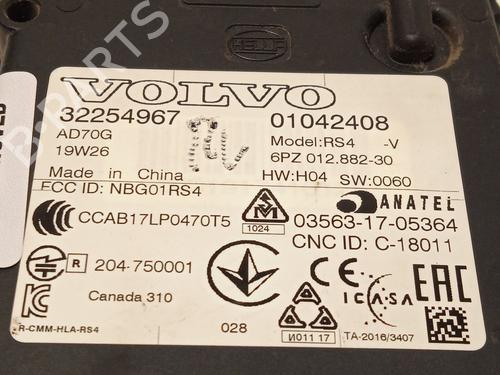 HELLA
VOLVO
32254967 01042408
AD70G Model:RS4 -V
19W26 6PZ 012.882-30
Made in China HW:H04 SW:0060
FCC ID: NBG01RS4 ANATEL
CCAB17LP0470T5 1024 03563-17-05364
CNC ID: C-18011
R 204-750001 CE ICASA EAC
Canada 310
R-CMM-HLA-RS4 028 И011 17 TA-2016/3407
B-PARTS